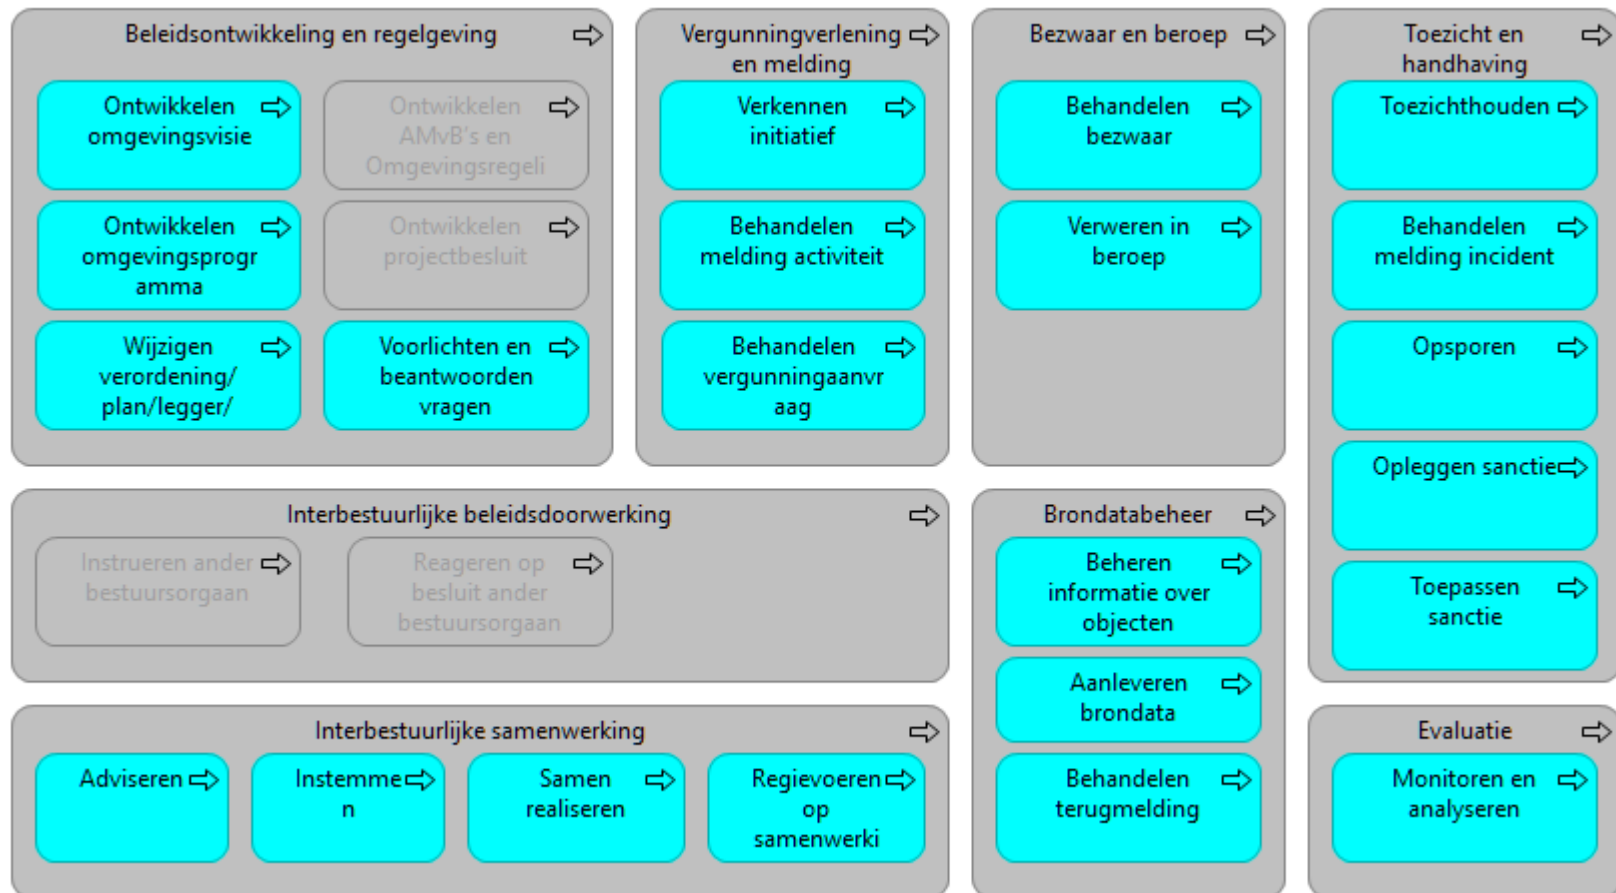 Beleidsontwikkeling en regelgeving
Ontwikkelen
omgevingsvisie
Ontwikkelen
AMvB's en
Omgevingsregeli
Ontwikkelen
omgevingsprogr
amma
Ontwikkelen
projectbesluit
Wijzigen
verordening/
plan/legger/
Voorlichten en
beantwoorden
vragen
Vergunningverlening
en melding
Verkennen
initiatief
Behandelen
melding activiteit
Behandelen
vergunningaanvr
aag
Bezwaar en beroep
Behandelen
bezwaar
Verweren in
beroep
Toezicht en
handhaving
Toezichthouden
Behandelen
melding incident
Opsporen
Opleggen sanctie
Toepassen
sanctie
Interbestuurlijke beleidsdoorwerking
Instrueren ander
bestuursorgaan
Reageren op
besluit ander
bestuursorgaan
Brondatabeheer
Beheren
informatie over
objecten
Aanleveren
brondata
Behandelen
terugmelding
Interbestuurlijke samenwerking
Adviseren
Instemme
n
Samen
realiseren
Regievoeren
op
samenwerki
Evaluatie
Monitoren en
analyseren